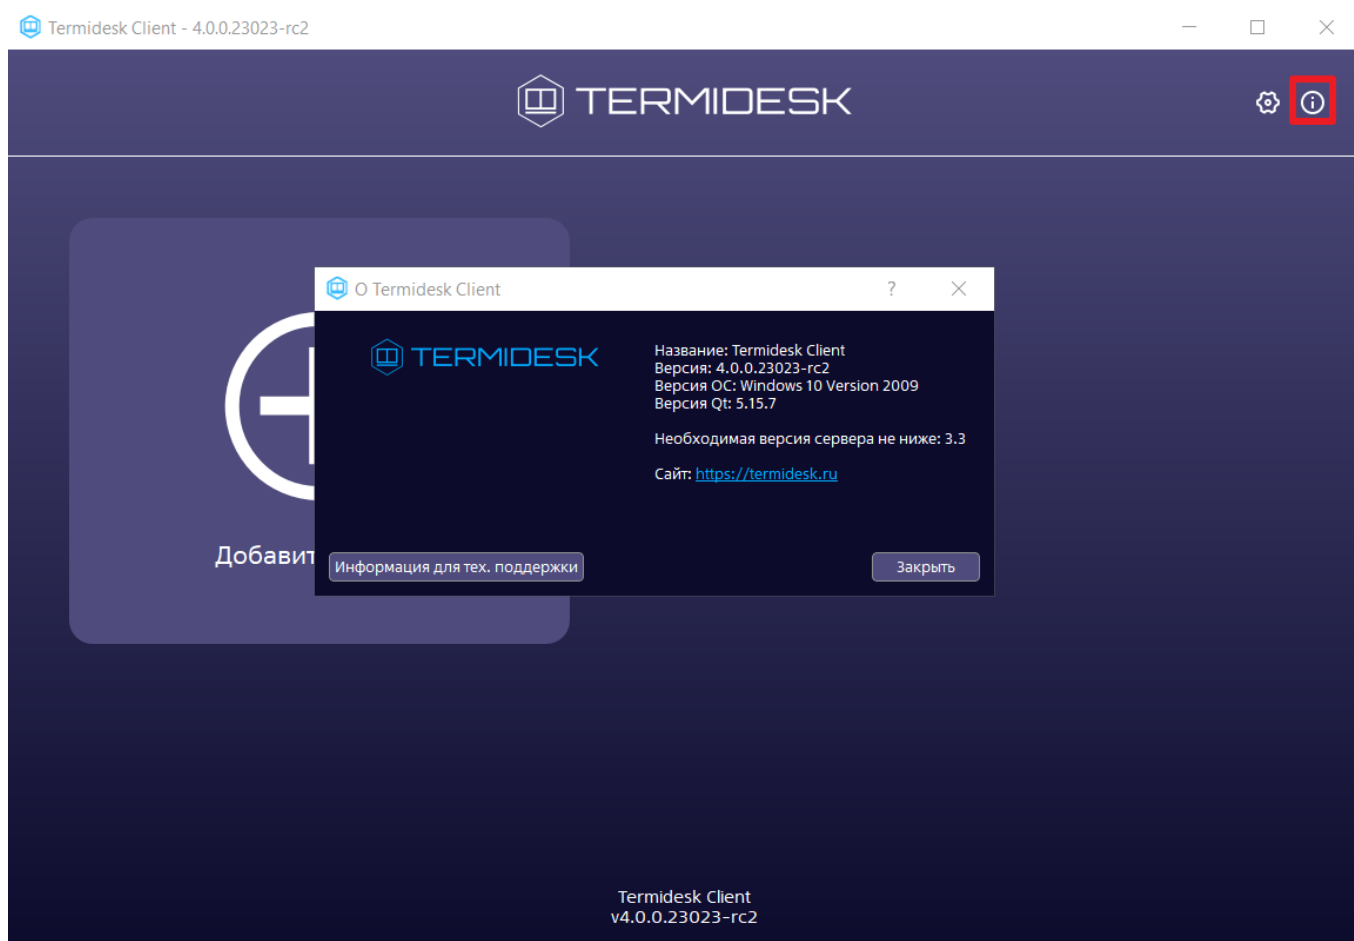 Termidesk Client - 4.0.0.23023-rc2
TERMIDESK
О Termidesk Client
?
TERMIDESK
Название: Termidesk Client
Версия: 4.0.0.23023-rc2
Версия ОС: Windows 10 Version 2009
Версия Qt: 5.15.7
Необходимая версия сервера не ниже: 3.3
Сайт: https://termidesk.ru
Добавит
Информация для тех. поддержки
Закрыть
Termidesk Client
v4.0.0.23023-rc2